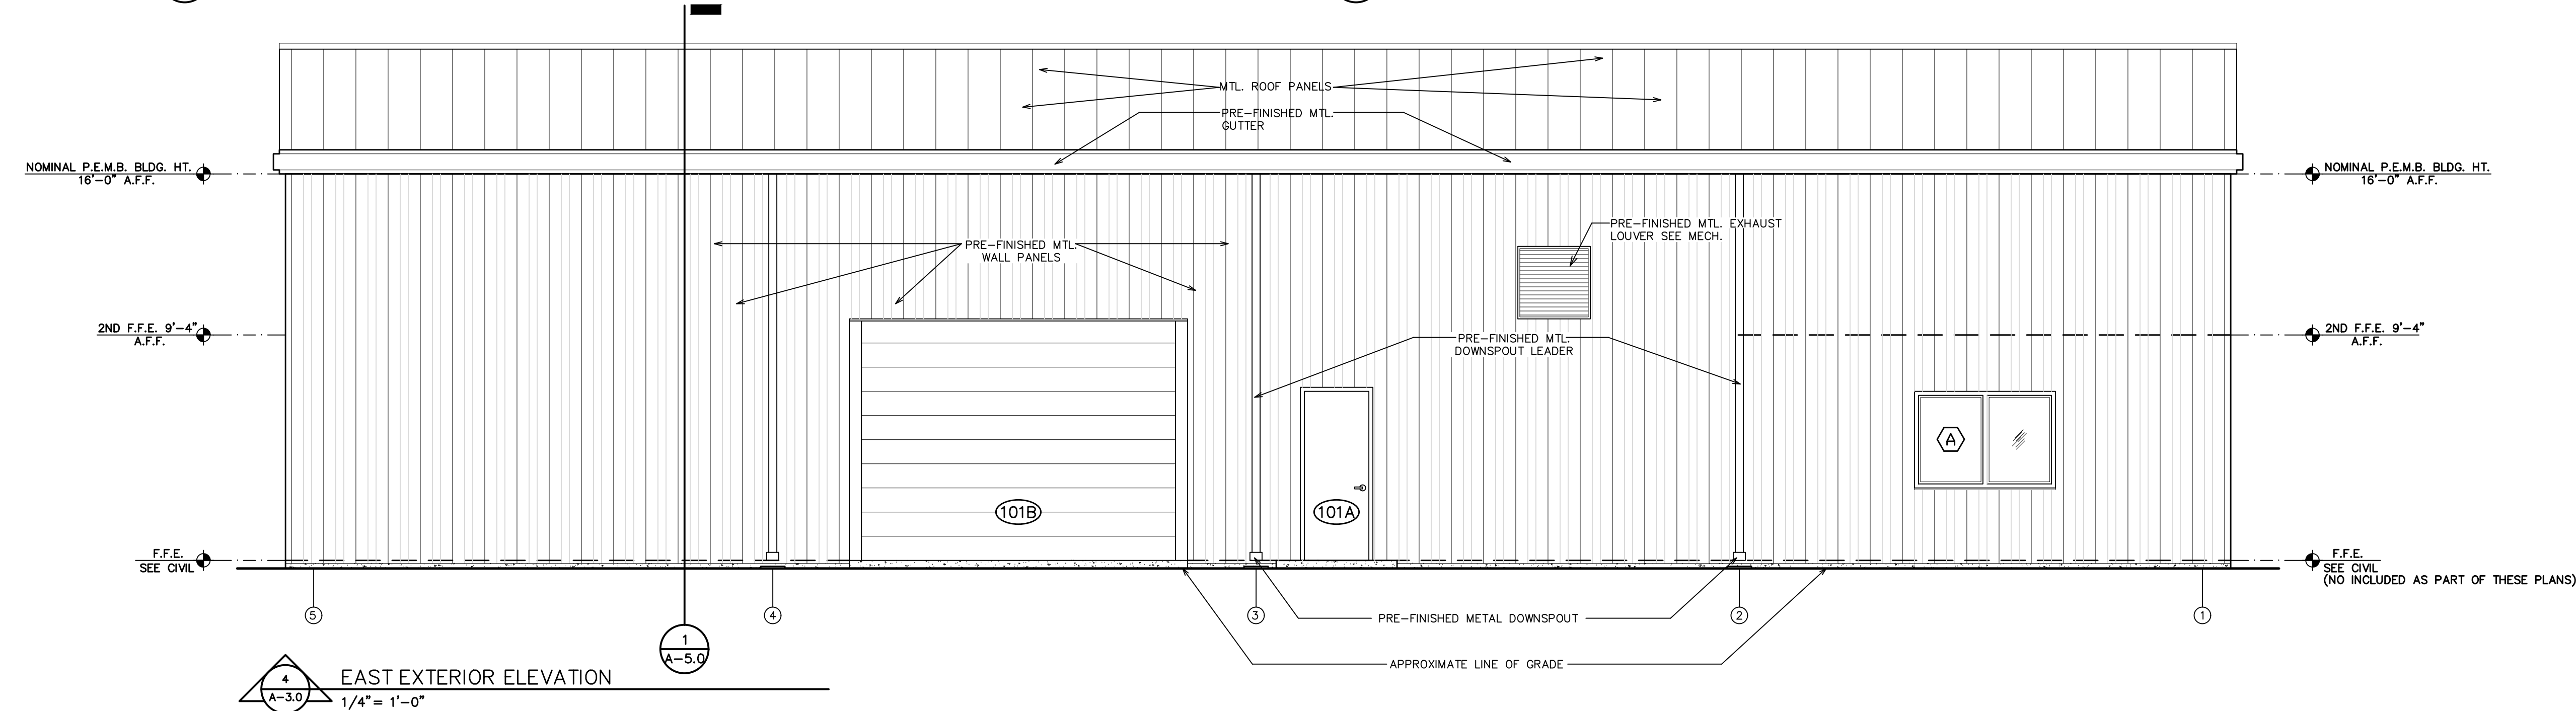 MTL. ROOF PANELS
PRE-FINISHED MTL.
GUTTER
NOMINAL P.E.M.B. BLDG. HT.
16'-0" A.F.F.
NOMINAL P.E.M.B. BLDG. HT.
16'-0" A.F.F.
PRE-FINISHED MTL. EXHAUST
LOUVER SEE MECH.
PRE-FINISHED MTL.
WALL PANELS
2ND F.F.E. 9'-4"
A.F.F.
PRE-FINISHED MTL.
DOWNSPOUT LEADER
2ND F.F.E. 9'-4"
A.F.F.
A
101B
101A
F.F.E.
SEE CIVIL
F.F.E.
SEE CIVIL
(NO INCLUDED AS PART OF THESE PLANS)
5
4
3
2
1
PRE-FINISHED METAL DOWNSPOUT
1
A-5.0
APPROXIMATE LINE OF GRADE
4
A-3.0
EAST EXTERIOR ELEVATION
1/4"= 1'-0"